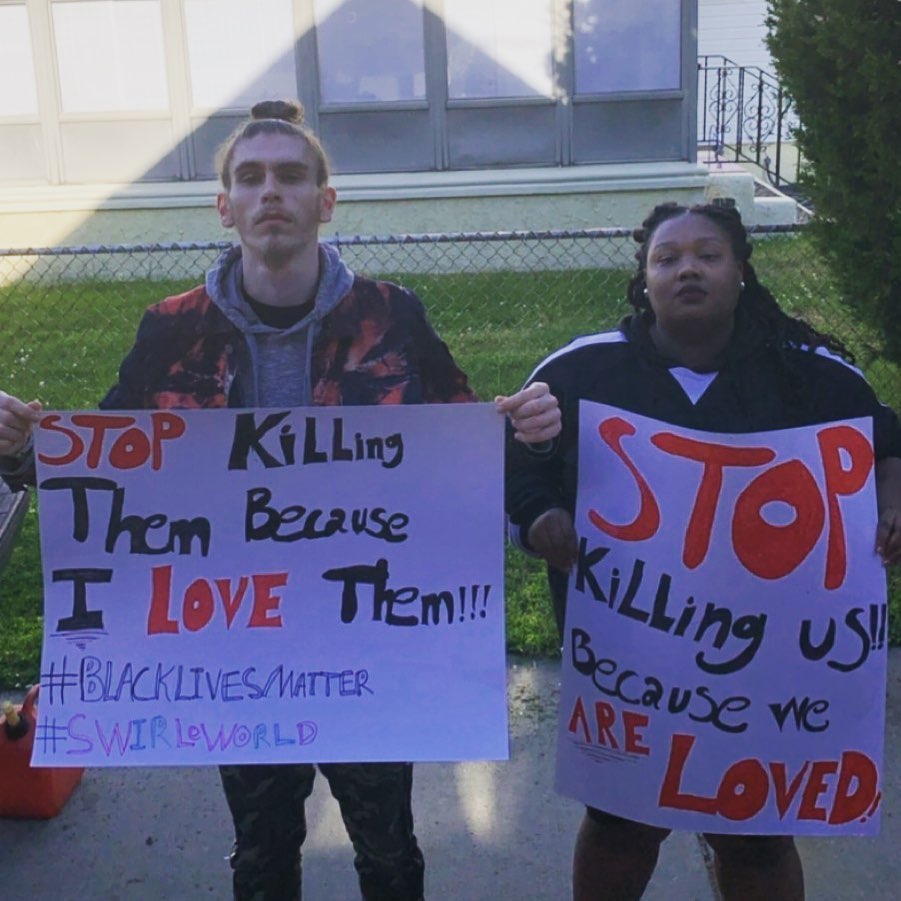 STOP Killing
Them Because
I LOVE Them!!!
#BLACKLIVESMATTER
#SWIRLoWORLD
STOP
Killing us!!
Because we
ARE LOVED!!